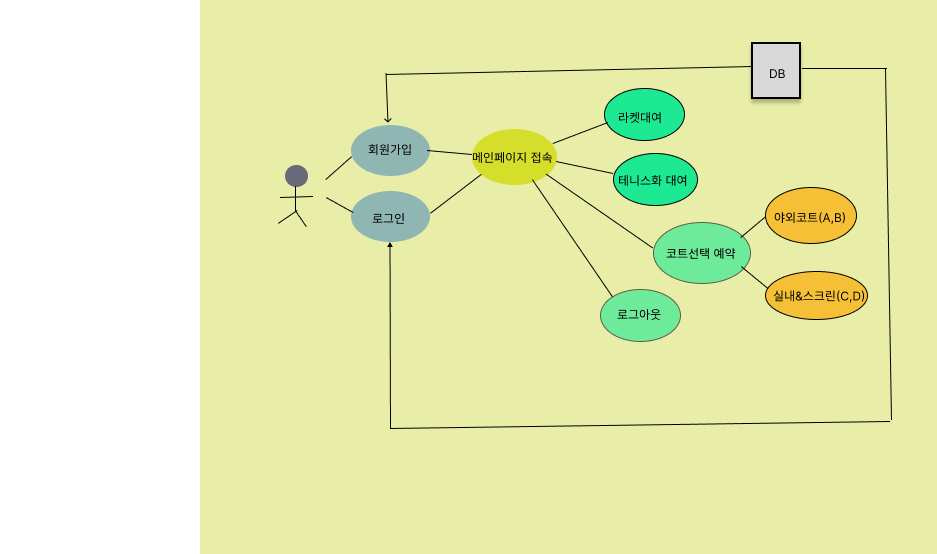 DB
라켓대여
회원가입
메인페이지 접속
테니스화 대여
로그인
야외코트(A,B)
코트선택 예약
실내&스크린(C,D)
로그아웃